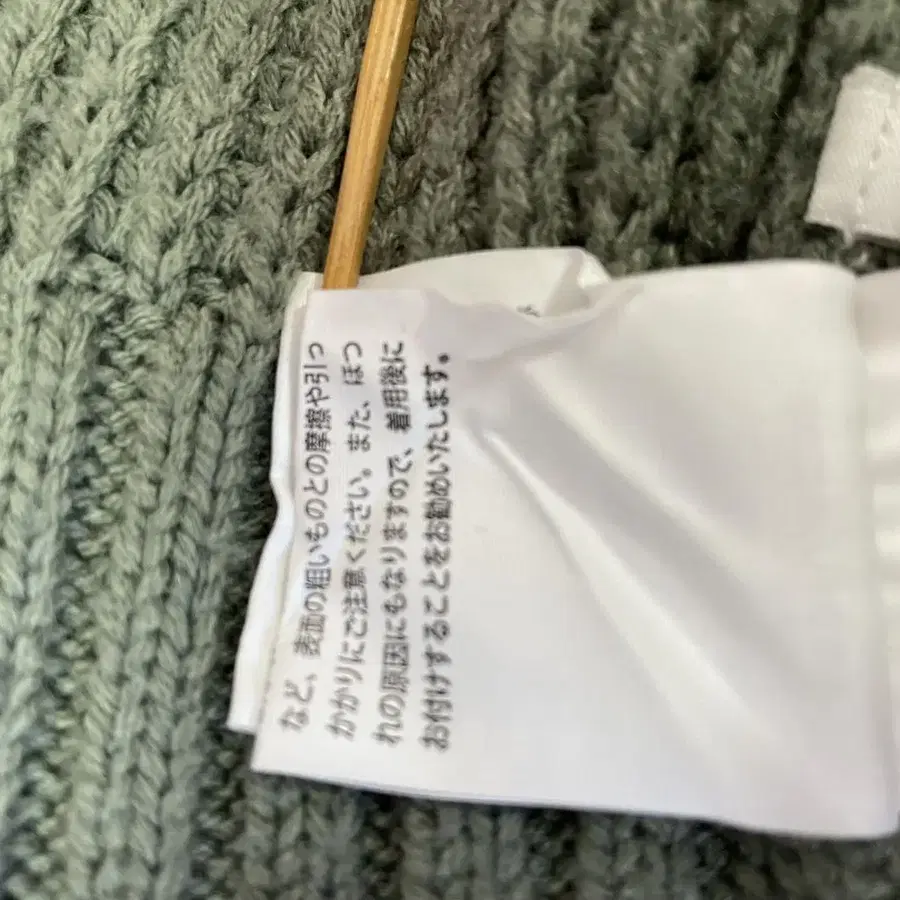 など、表面の粗いものとの摩擦や引っ
かかりにご注意ください。また、ほつ
れの原因にもなりますので、着用後に
お付けすることをお勧めいたします。